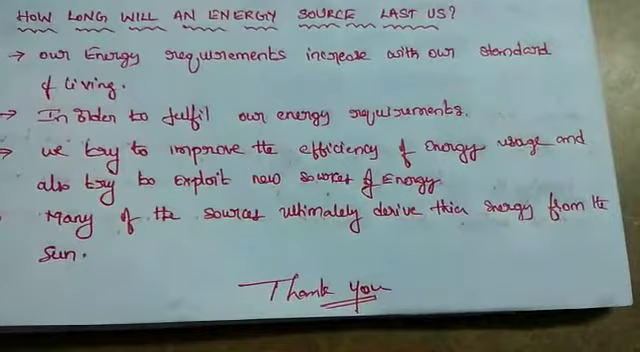 HOW LONG WILL AN ENERGY SOURCE LAST US?
→ our Energy requirements increase with our standard
of living.
→ In order to fulfil our energy requirements.
→ we try to improve the efficiency of energy usage and
also try to exploit new sources of Energy
Many of the sources ultimately derive their energy from the
Sun.
Thank you